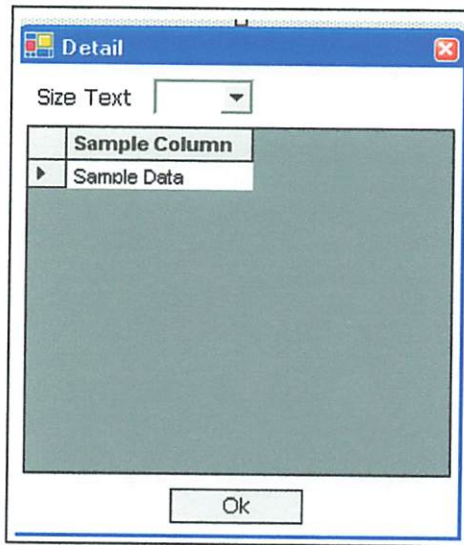 Detail
Size Text
Sample Column
Sample Data
Ok